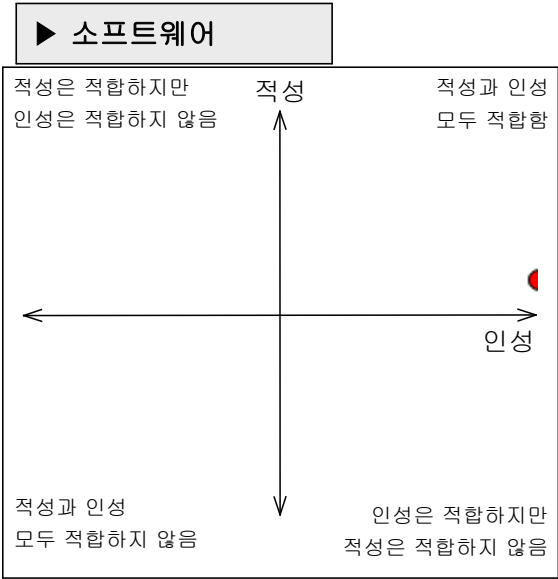 ▶ 소프트웨어
적성은 적합하지만
인성은 적합하지 않음
적성
적성과 인성
모두 적합함
인성
적성과 인성
모두 적합하지 않음
인성은 적합하지만
적성은 적합하지 않음